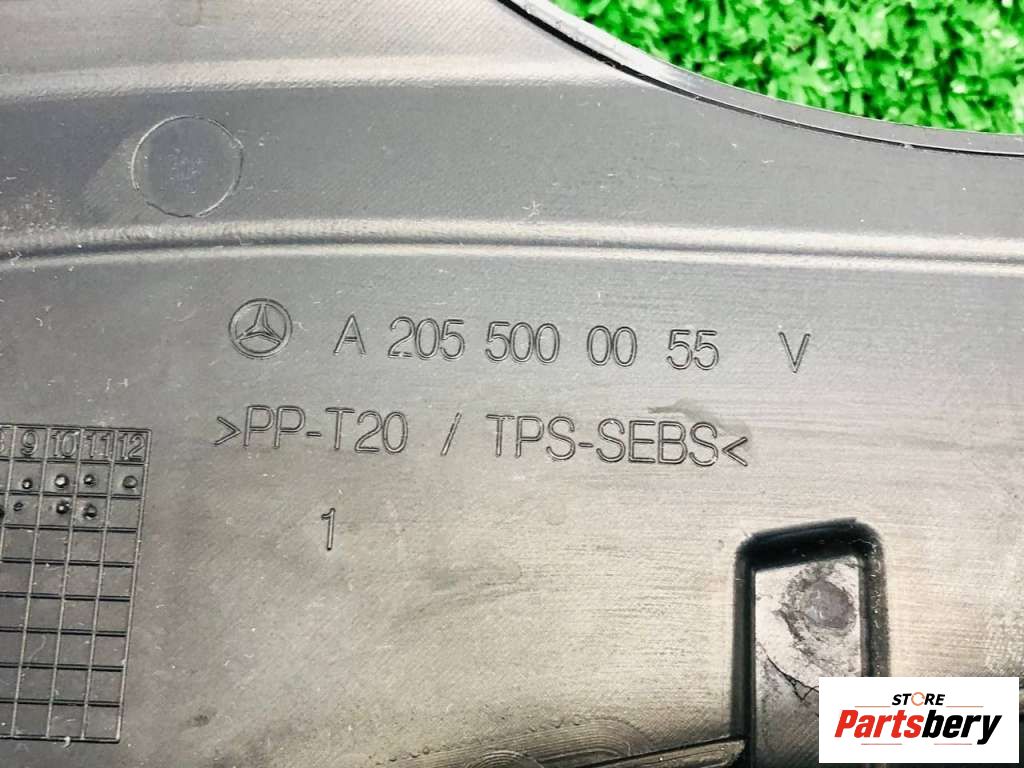 A 205 500 00 55 V
>PP-T20 / TPS-SEBS<
9 10 11 12
1
STORE
Partsbery